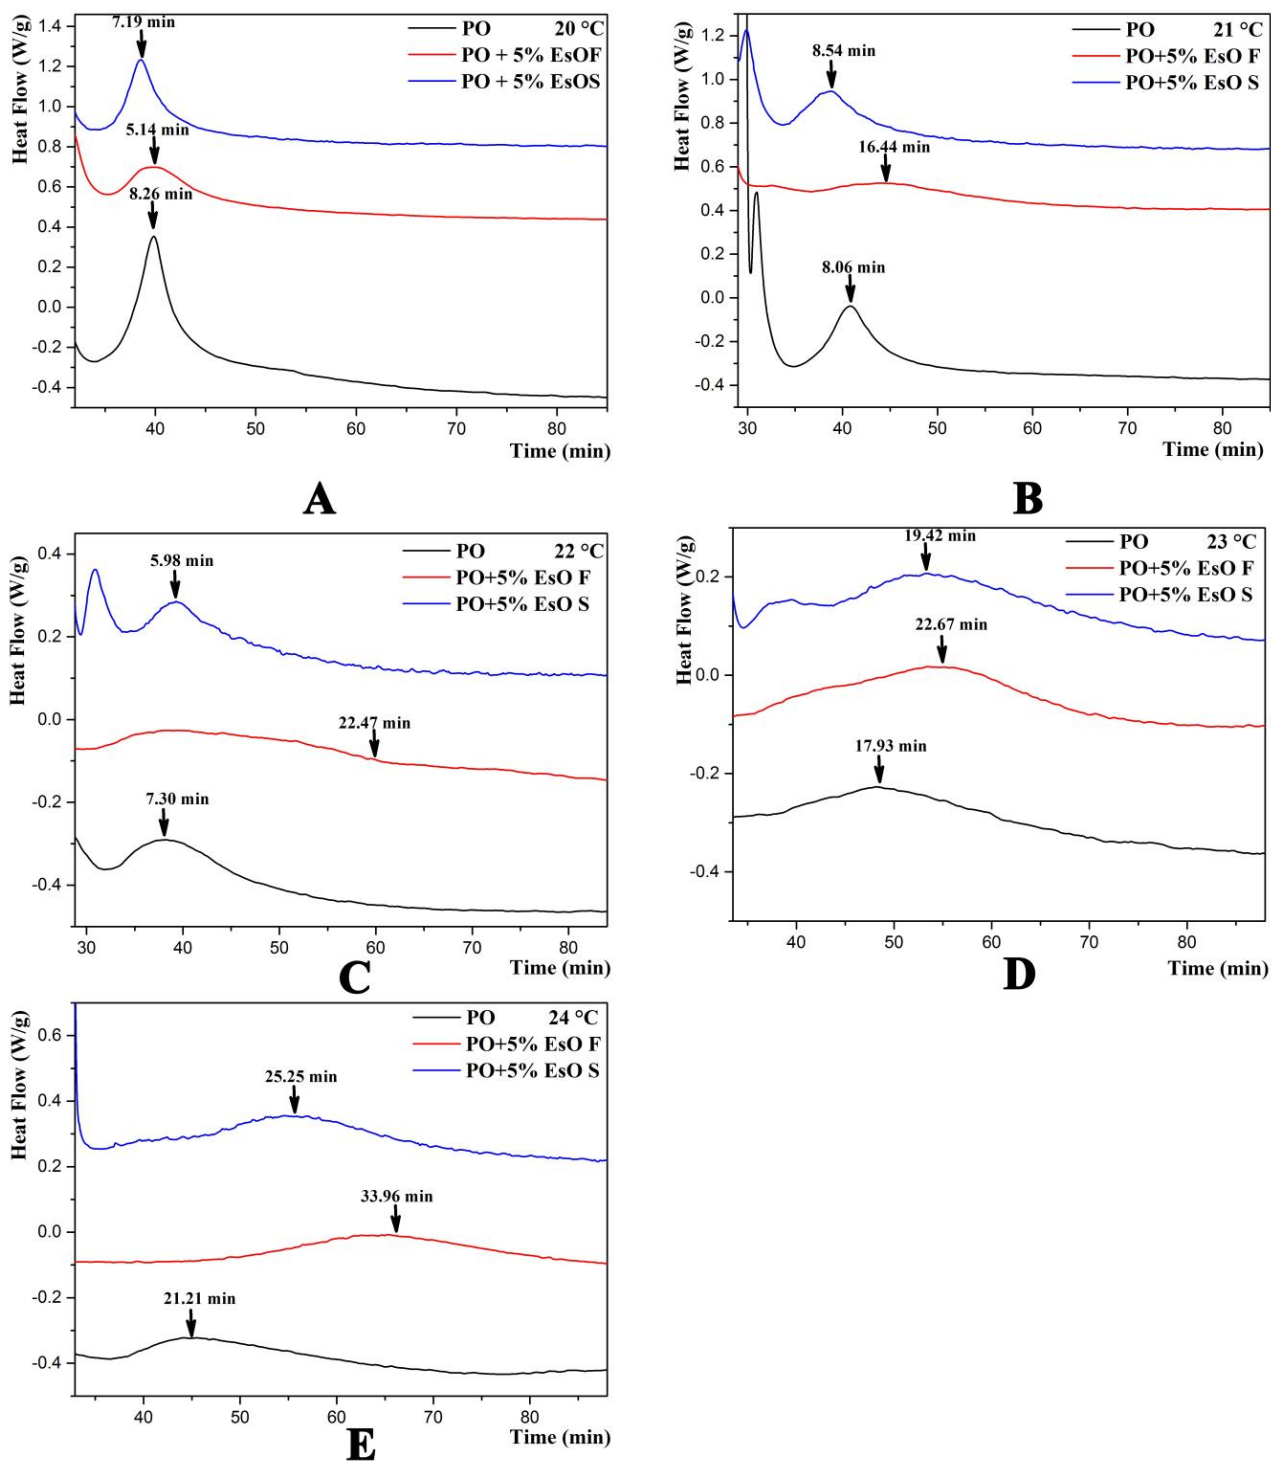 Heat Flow (W/g)
7.19 min
PO 20 °C
PO + 5% EsOF
PO + 5% EsOS
5.14 min
8.26 min
1.4
1.2
1.0
0.8
0.6
0.4
0.2
0.0
-0.2
-0.4
40 50 60 70 80
Time (min)
A
Heat Flow (W/g)
PO 21 °C
PO+5% EsO F
PO+5% EsO S
8.54 min
16.44 min
8.06 min
1.2
1.0
0.8
0.6
0.4
0.2
0.0
-0.2
-0.4
30 40 50 60 70 80
Time (min)
B
Heat Flow (W/g)
PO 22 °C
PO+5% EsO F
PO+5% EsO S
5.98 min
22.47 min
7.30 min
0.4
0.2
0.0
-0.2
-0.4
30 40 50 60 70 80
Time (min)
C
Heat Flow (W/g)
PO 23 °C
PO+5% EsO F
PO+5% EsO S
19.42 min
22.67 min
17.93 min
0.2
0.0
-0.2
-0.4
40 50 60 70 80
Time (min)
D
Heat Flow (W/g)
PO 24 °C
PO+5% EsO F
PO+5% EsO S
25.25 min
33.96 min
21.21 min
0.6
0.4
0.2
0.0
-0.2
-0.4
40 50 60 70 80
Time (min)
E